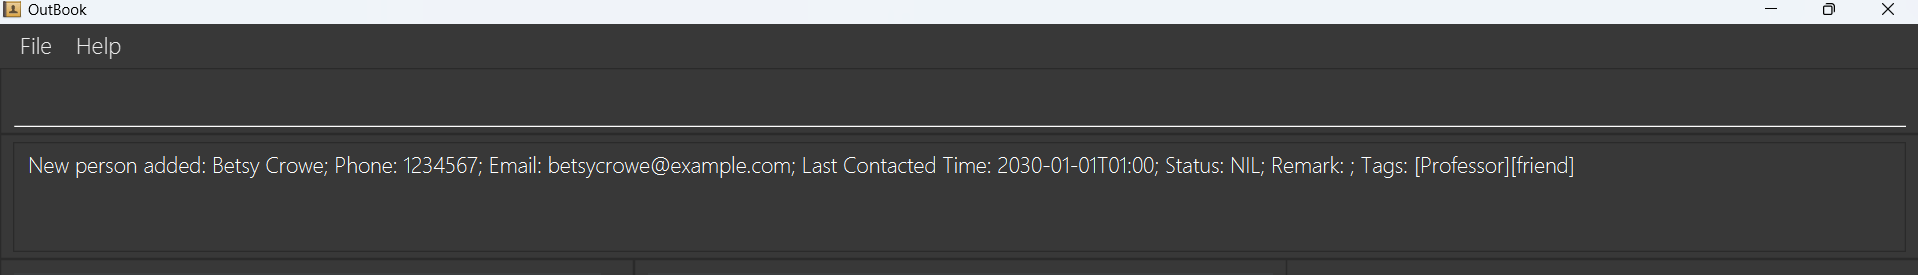 OutBook
File Help
New person added: Betsy Crowe; Phone: 1234567; Email: betsycrowe@example.com; Last Contacted Time: 2030-01-01T01:00; Status: NIL; Remark: ; Tags: [Professor][friend]